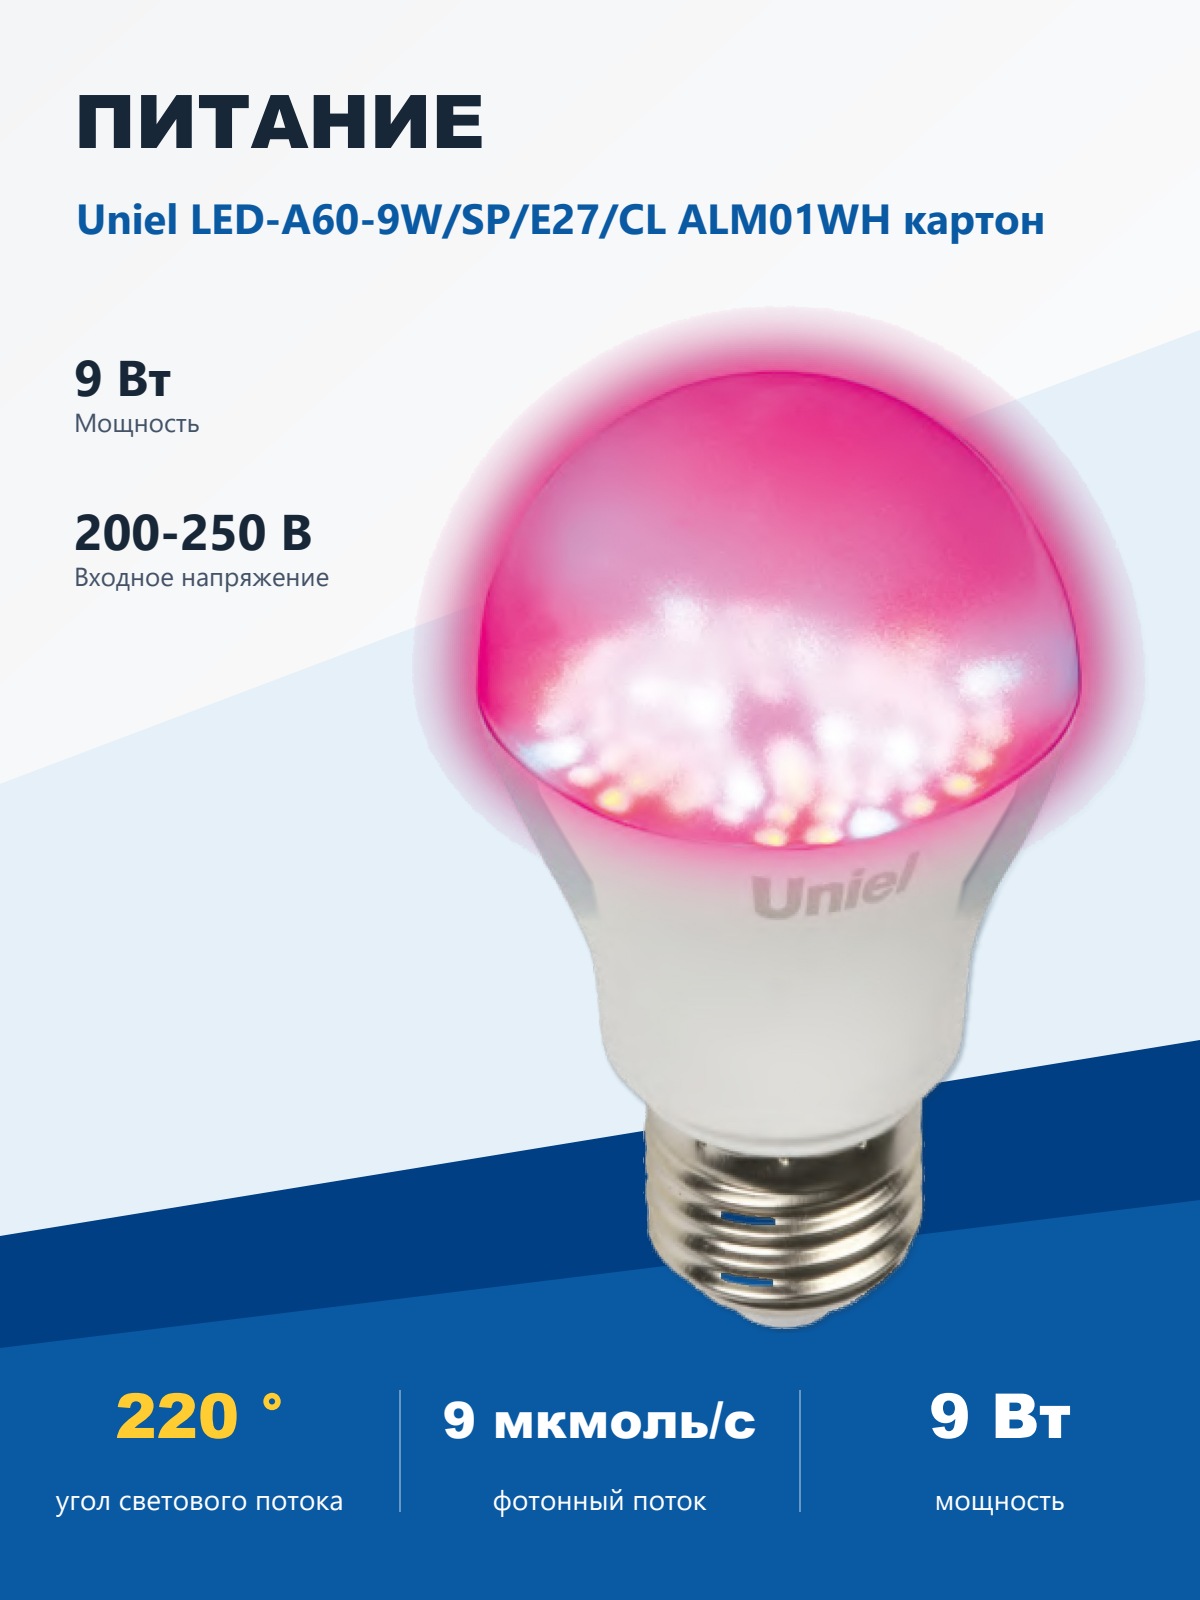 ПИТАНИЕ
Uniel LED-A60-9W/SP/E27/CL ALM01WH картон
9 Вт
Мощность
200-250 В
Входное напряжение
Uniel
220 °
угол светового потока
9 мкмоль/с
фотонный поток
9 Вт
мощность